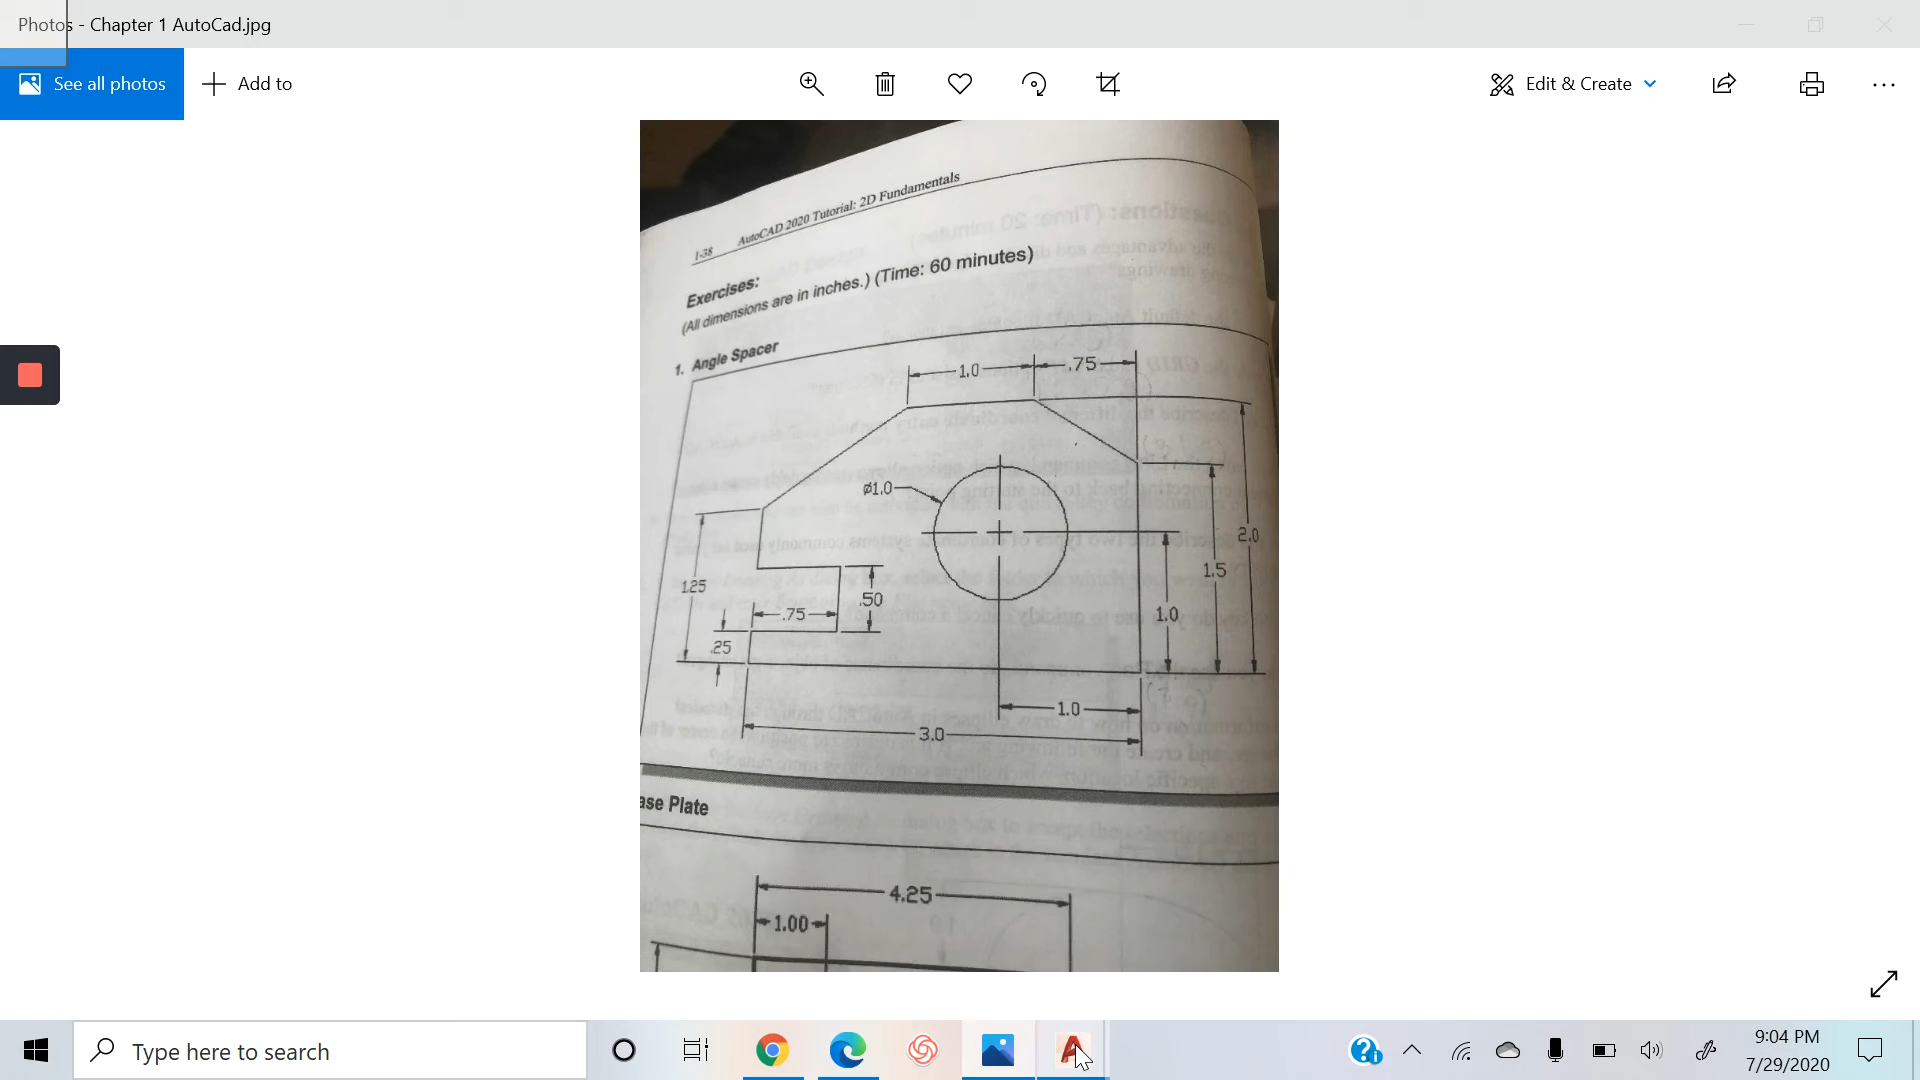 Photos - Chapter 1 AutoCad.jpg
See all photos
Add to
Edit & Create
1-38 AutoCAD 2020 Tutorial: 2D Fundamentals
Exercises:
(All dimensions are in inches.) (Time: 60 minutes)
1. Angle Spacer
1.0 .75
Ø1.0
2.0
1.5
1.25
.50
.75
1.0
.25
1.0
3.0
ase Plate
4.25
1.00
Type here to search
9:04 PM
7/29/2020